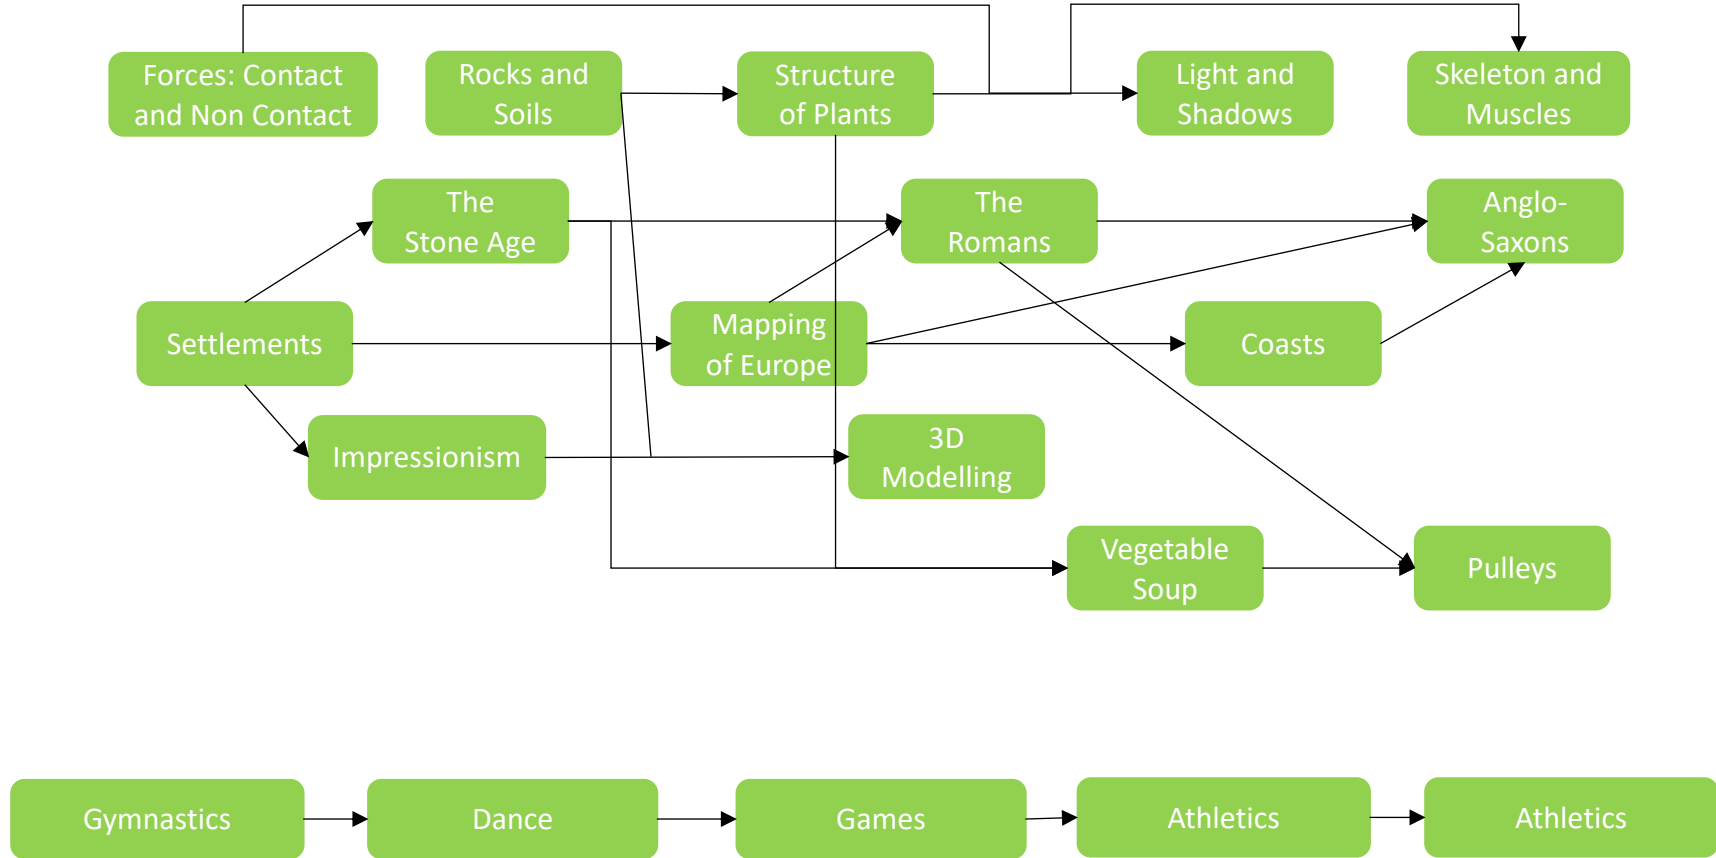 Forces: Contact
and Non Contact
Rocks and
Soils
Structure
of Plants
Light and
Shadows
Skeleton and
Muscles
The
Stone Age
The
Romans
Anglo-
Saxons
Settlements
Mapping
of Europe
Coasts
Impressionism
3D
Modelling
Vegetable
Soup
Pulleys
Gymnastics
Dance
Games
Athletics
Athletics